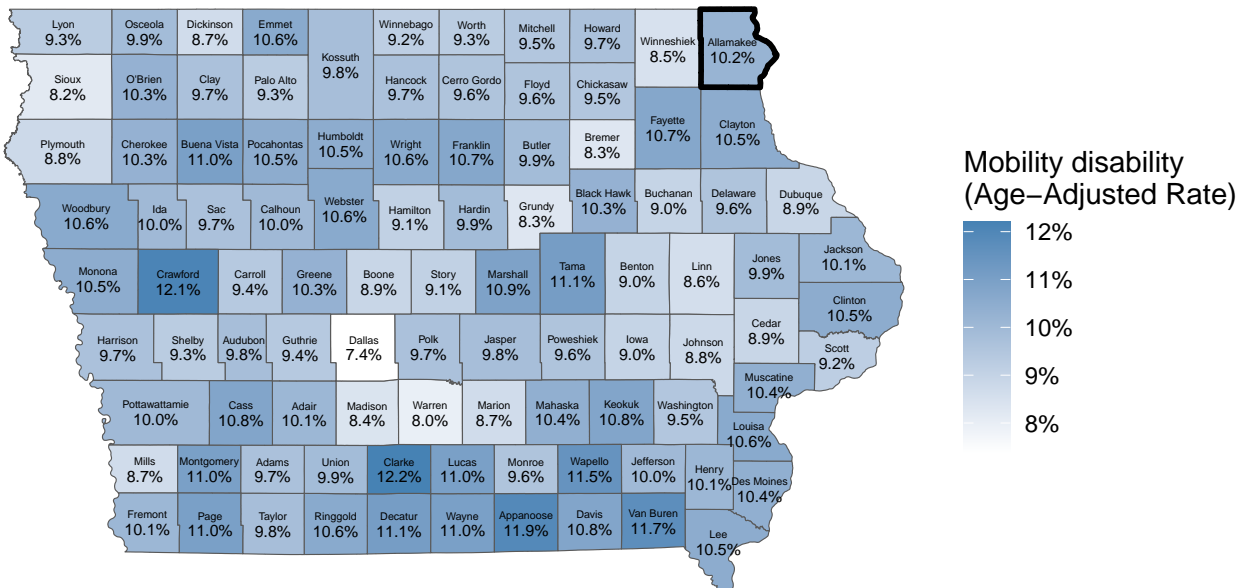 Lyon
9.3%
Osceola
9.9%
Dickinson
8.7%
Emmet
10.6%
Kossuth
9.8%
Winnebago
9.2%
Worth
9.3%
Mitchell
9.5%
Howard
9.7%
Winneshiek
8.5%
Allamakee
10.2%
Sioux
8.2%
O'Brien
10.3%
Clay
9.7%
Palo Alto
9.3%
Hancock
9.7%
Cerro Gordo
9.6%
Floyd
9.6%
Chickasaw
9.5%
Plymouth
8.8%
Cherokee
10.3%
Buena Vista
11.0%
Pocahontas
10.5%
Humboldt
10.5%
Wright
10.6%
Franklin
10.7%
Butler
9.9%
Bremer
8.3%
Fayette
10.7%
Clayton
10.5%
Woodbury
10.6%
Ida
10.0%
Sac
9.7%
Calhoun
10.0%
Webster
10.6%
Hamilton
9.1%
Hardin
9.9%
Grundy
8.3%
Black Hawk
10.3%
Buchanan
9.0%
Delaware
9.6%
Dubuque
8.9%
Monona
10.5%
Crawford
12.1%
Carroll
9.4%
Greene
10.3%
Boone
8.9%
Story
9.1%
Marshall
10.9%
Tama
11.1%
Benton
9.0%
Linn
8.6%
Jones
9.9%
Jackson
10.1%
Clinton
10.5%
Harrison
9.7%
Shelby
9.3%
Audubon
9.8%
Guthrie
9.4%
Dallas
7.4%
Polk
9.7%
Jasper
9.8%
Poweshiek
9.6%
Iowa
9.0%
Johnson
8.8%
Cedar
8.9%
Scott
9.2%
Muscatine
10.4%
Pottawattamie
10.0%
Cass
10.8%
Adair
10.1%
Madison
8.4%
Warren
8.0%
Marion
8.7%
Mahaska
10.4%
Keokuk
10.8%
Washington
9.5%
Louisa
10.6%
Mills
8.7%
Montgomery
11.0%
Adams
9.7%
Union
9.9%
Clarke
12.2%
Lucas
11.0%
Monroe
9.6%
Wapello
11.5%
Jefferson
10.0%
Henry
10.1%
Des Moines
10.4%
Fremont
10.1%
Page
11.0%
Taylor
9.8%
Ringgold
10.6%
Decatur
11.1%
Wayne
11.0%
Appanoose
11.9%
Davis
10.8%
Van Buren
11.7%
Lee
10.5%
Mobility disability
(Age−Adjusted Rate)
12%
11%
10%
9%
8%